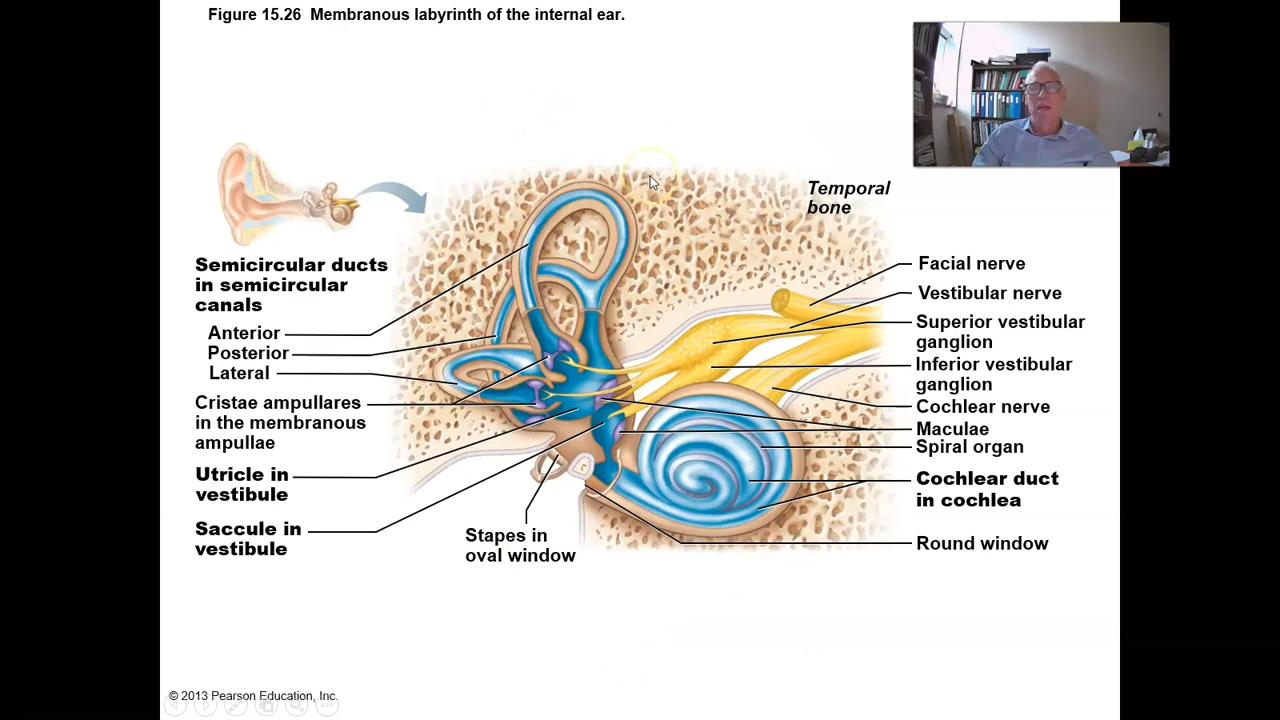 Figure 15.26 Membranous labyrinth of the internal ear.
Temporal
bone
Semicircular ducts
in semicircular
canals
Anterior
Posterior
Lateral
Cristae ampullares
in the membranous
ampullae
Utricle in
vestibule
Saccule in
vestibule
Stapes in
oval window
Facial nerve
Vestibular nerve
Superior vestibular
ganglion
Inferior vestibular
ganglion
Cochlear nerve
Maculae
Spiral organ
Cochlear duct
in cochlea
Round window
© 2013 Pearson Education, Inc.